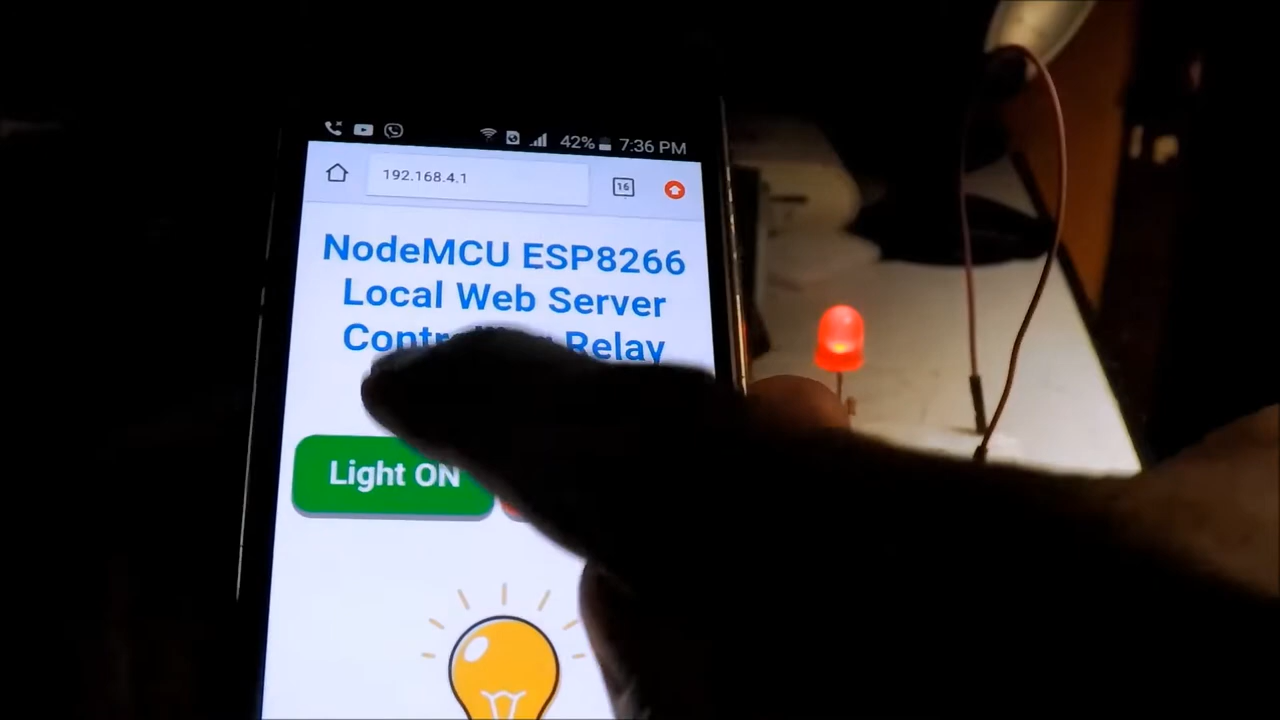 42% 7:36 PM
192.168.4.1
16
NodeMCU ESP8266
Local Web Server
Relay
Light ON